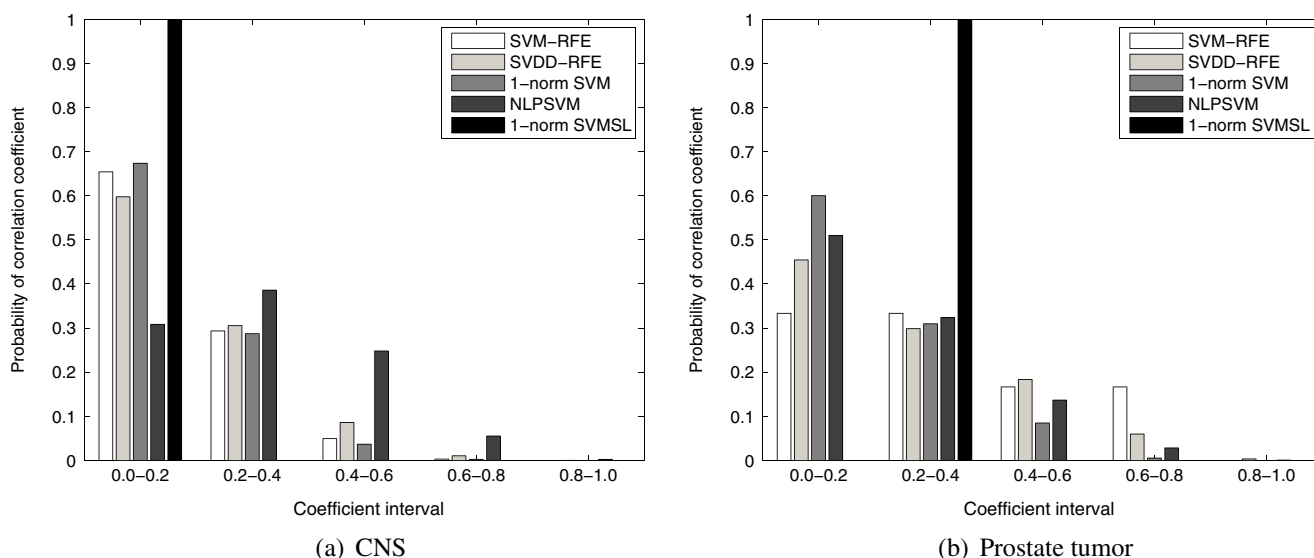 Probability of correlation coefficient
1
0.9
0.8
0.7
0.6
0.5
0.4
0.3
0.2
0.1
0
SVM−RFE
SVDD−RFE
1−norm SVM
NLPSVM
1−norm SVMSL
0.0−0.2 0.2−0.4 0.4−0.6 0.6−0.8 0.8−1.0
Coefficient interval
(a) CNS
Probability of correlation coefficient
1
0.9
0.8
0.7
0.6
0.5
0.4
0.3
0.2
0.1
0
SVM−RFE
SVDD−RFE
1−norm SVM
NLPSVM
1−norm SVMSL
0.0−0.2 0.2−0.4 0.4−0.6 0.6−0.8 0.8−1.0
Coefficient interval
(b) Prostate tumor